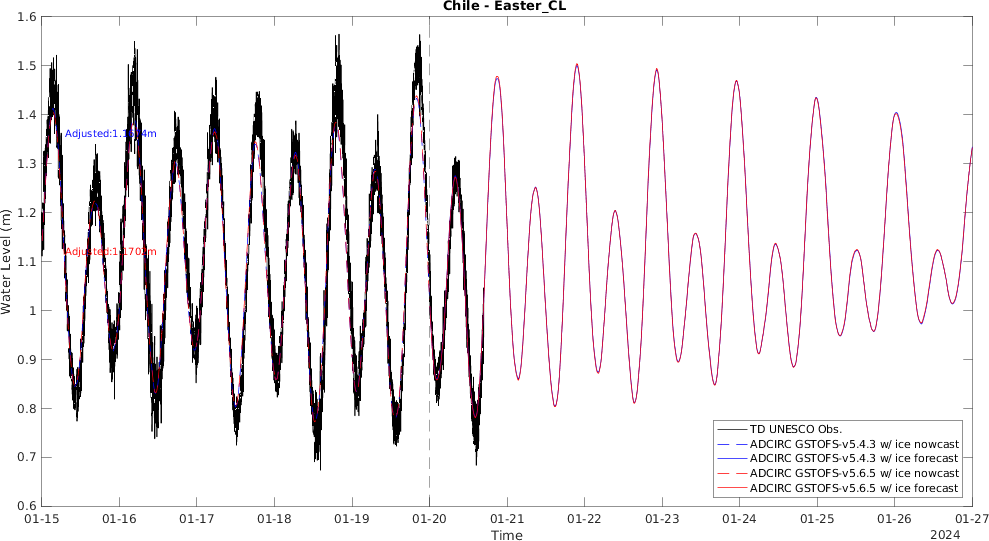 Chile - Easter_CL
1.6
1.5
1.4
1.3
1.2
1.1
1
0.9
0.8
0.7
0.6
Water Level (m)
Adjusted:
Adjusted:
TD UNESCO Obs.
ADCIRC GSTOFS-v5.4.3 w/ ice nowcast
ADCIRC GSTOFS-v5.4.3 w/ ice forecast
ADCIRC GSTOFS-v5.6.5 w/ ice nowcast
ADCIRC GSTOFS-v5.6.5 w/ ice forecast
01-15 01-16 01-17 01-18 01-19 01-20 01-21 01-22 01-23 01-24 01-25 01-26 01-27
Time
2024